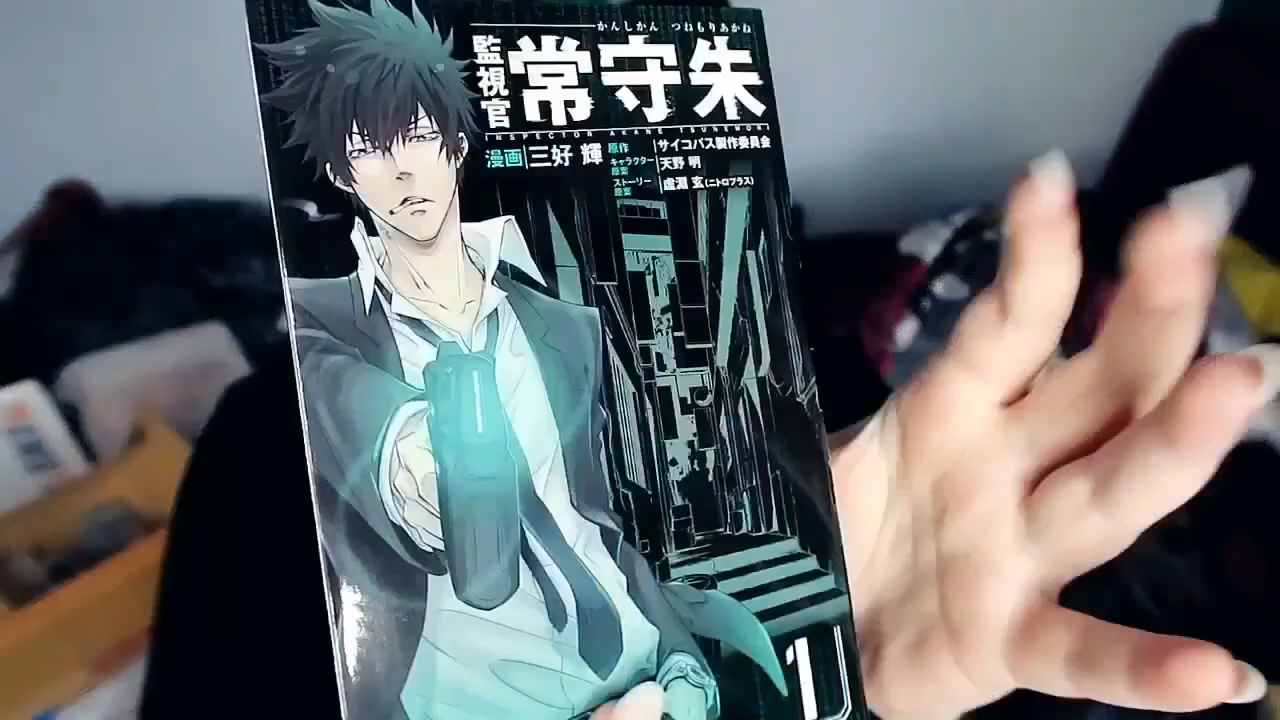 かんしかん つねもりあかね
監視官 常守朱
INSPECTOR AKANE TSUNEMORI
漫画|三好 輝
原作|サイコパス製作委員会
キャラクター原案|天野 明
ストーリー原案|虚淵 玄(ニトロプラス)
1